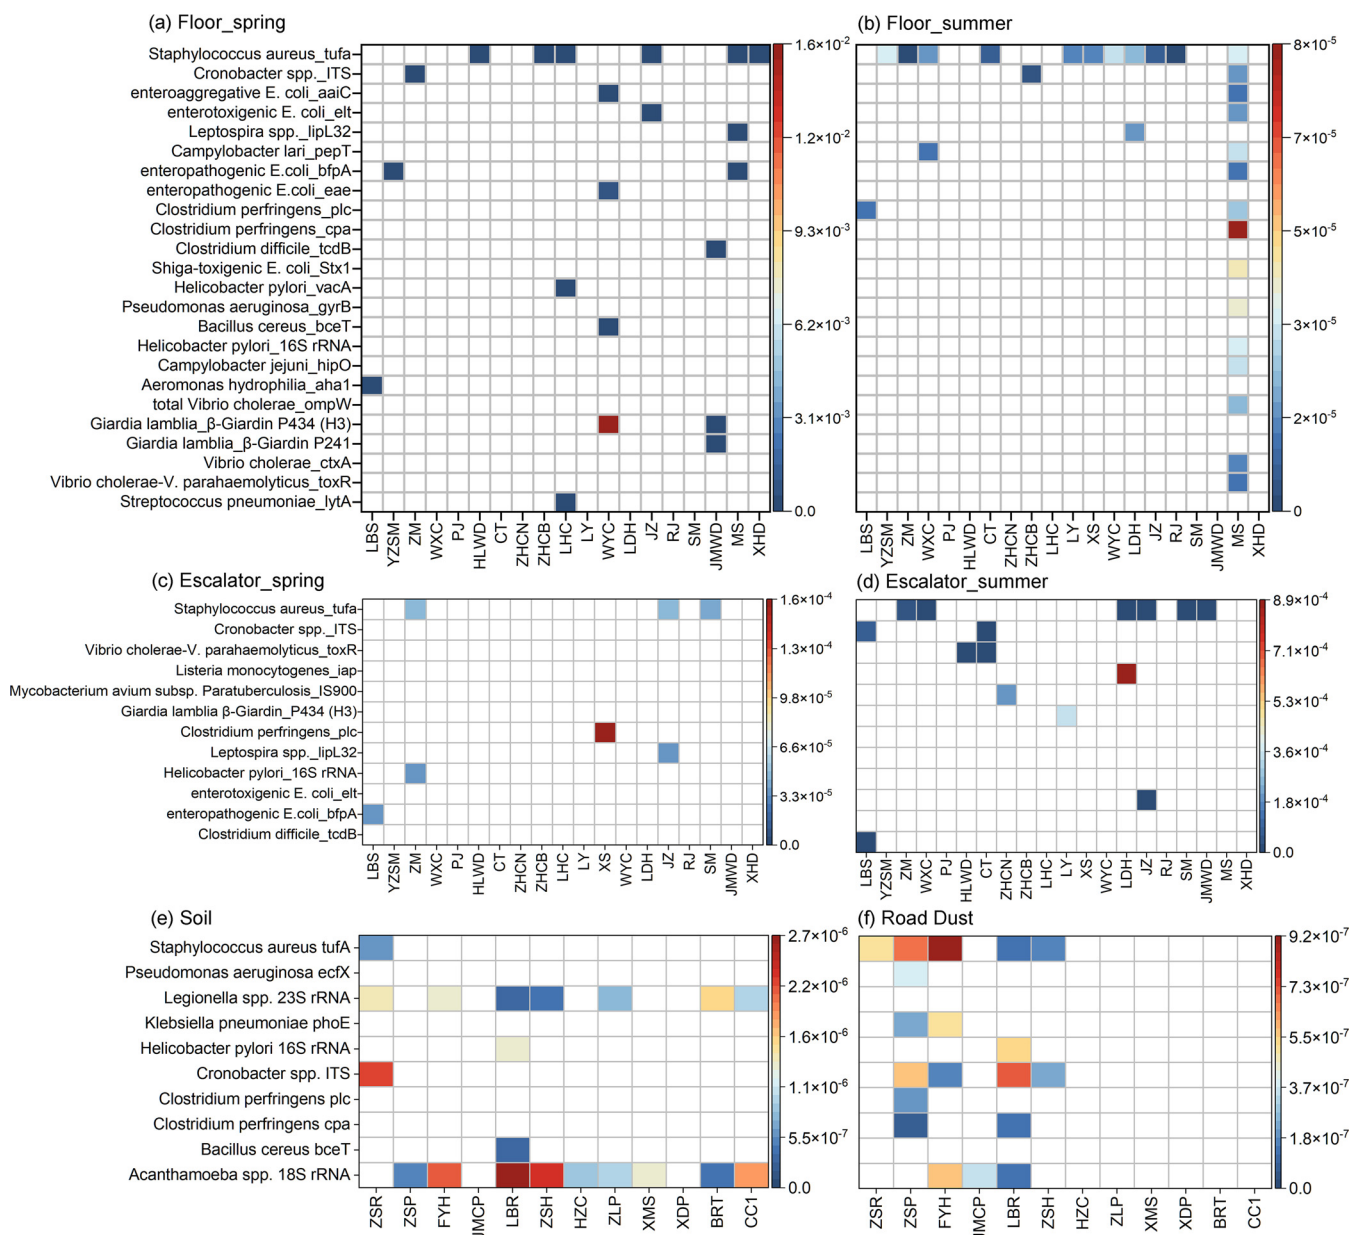 (a) Floor_spring
Staphylococcus aureus_tufa
Cronobacter spp._ITS
enteroaggregative E. coli_aaiC
enterotoxigenic E. coli_elt
Leptospira spp._lipL32
Campylobacter lari_pepT
enteropathogenic E.coli_bfpA
enteropathogenic E.coli_eae
Clostridium perfringens_plc
Clostridium perfringens_cpa
Clostridium difficile_tcdB
Shiga-toxigenic E. coli_Stx1
Helicobacter pylori_vacA
Pseudomonas aeruginosa_gyrB
Bacillus cereus_bceT
Helicobacter pylori_16S rRNA
Campylobacter jejuni_hipO
Aeromonas hydrophilia_aha1
total Vibrio cholerae_ompW
Giardia lamblia_β-Giardin P434 (H3)
Giardia lamblia_β-Giardin P241
Vibrio cholerae_ctxA
Vibrio cholerae-V. parahaemolyticus_toxR
Streptococcus pneumoniae_lytA
LBS YZSM ZM WXC PJ HLWD CT ZHCN ZHCB LHC LY WYC LDH JZ RJ SM JMWD MS XHD
1.6×10⁻²
1.2×10⁻²
9.3×10⁻³
6.2×10⁻³
3.1×10⁻³
0.0
(b) Floor_summer
LBS YZSM ZM WXC PJ HLWD CT ZHCN ZHCB LHC LY XS WYC LDH JZ RJ SM JMWD MS XHD
8×10⁻⁵
7×10⁻⁵
5×10⁻⁵
3×10⁻⁵
2×10⁻⁵
0
(c) Escalator_spring
Staphylococcus aureus_tufa
Cronobacter spp._ITS
Vibrio cholerae-V. parahaemolyticus_toxR
Listeria monocytogenes_iap
Mycobacterium avium subsp. Paratuberculosis_IS900
Giardia lamblia β-Giardin_P434 (H3)
Clostridium perfringens_plc
Leptospira spp._lipL32
Helicobacter pylori_16S rRNA
enterotoxigenic E. coli_elt
enteropathogenic E.coli_bfpA
Clostridium difficile_tcdB
LBS YZSM ZM WXC PJ HLWD CT ZHCN ZHCB LHC LY XS WYC LDH JZ RJ SM JMWD XHD
1.6×10⁻⁴
1.3×10⁻⁴
9.8×10⁻⁵
6.6×10⁻⁵
3.3×10⁻⁵
0.0
(d) Escalator_summer
LBS YZSM ZM WXC PJ HLWD CT ZHCN ZHCB LHC LY XS WYC LDH JZ RJ SM JMWD MS XHD
8.9×10⁻⁴
7.1×10⁻⁴
5.3×10⁻⁴
3.6×10⁻⁴
1.8×10⁻⁴
0.0
(e) Soil
Staphylococcus aureus tufA
Pseudomonas aeruginosa ecfX
Legionella spp. 23S rRNA
Klebsiella pneumoniae phoE
Helicobacter pylori 16S rRNA
Cronobacter spp. ITS
Clostridium perfringens plc
Clostridium perfringens cpa
Bacillus cereus bceT
Acanthamoeba spp. 18S rRNA
ZSR ZSP FYH JMCP LBR ZSH HZC ZLP XMS XDP BRT CC1
2.7×10⁻⁶
2.2×10⁻⁶
1.6×10⁻⁶
1.1×10⁻⁶
5.5×10⁻⁷
0.0
(f) Road Dust
ZSR ZSP FYH JMCP LBR ZSH HZC ZLP XMS XDP BRT CC1
9.2×10⁻⁷
7.3×10⁻⁷
5.5×10⁻⁷
3.7×10⁻⁷
1.8×10⁻⁷
0.0